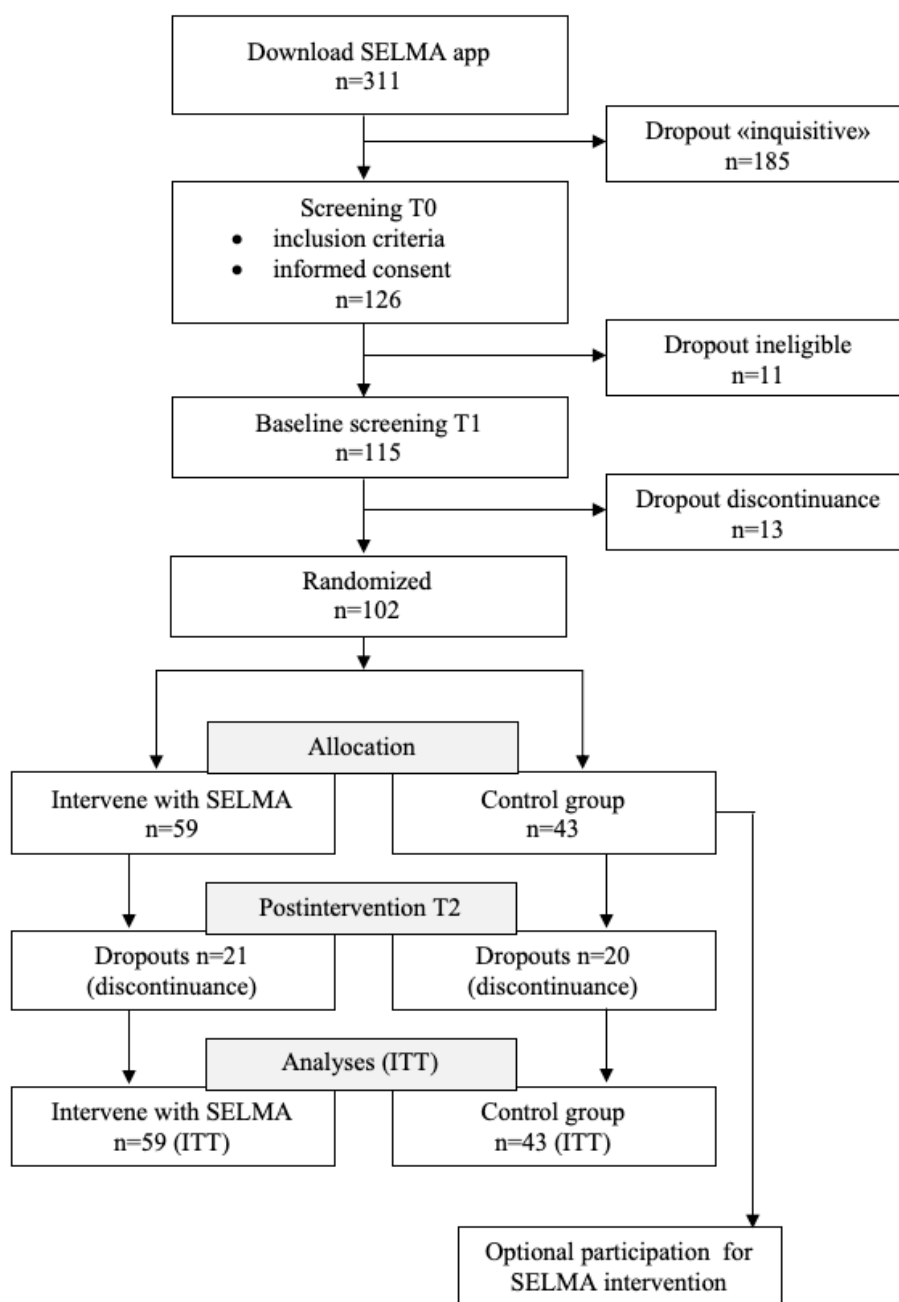 Download SELMA app
n=311
Dropout «inquisitive»
n=185
Screening T0
• inclusion criteria
• informed consent
n=126
Dropout ineligible
n=11
Baseline screening T1
n=115
Dropout discontinuance
n=13
Randomized
n=102
Allocation
Intervene with SELMA
n=59
Control group
n=43
Postintervention T2
Dropouts n=21
(discontinuance)
Dropouts n=20
(discontinuance)
Analyses (ITT)
Intervene with SELMA
n=59 (ITT)
Control group
n=43 (ITT)
Optional participation for
SELMA intervention